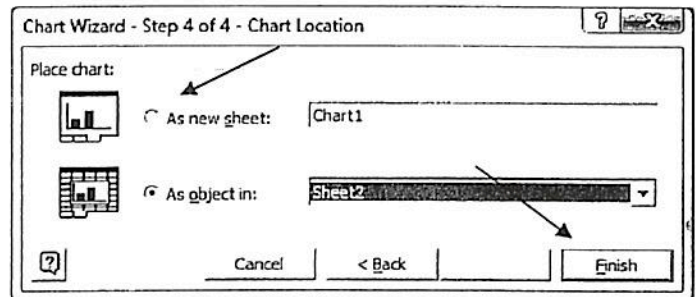 Chart Wizard - Step 4 of 4 - Chart Location
Place chart:
As new sheet: Chart1
As object in: Sheet2
Cancel < Back Finish